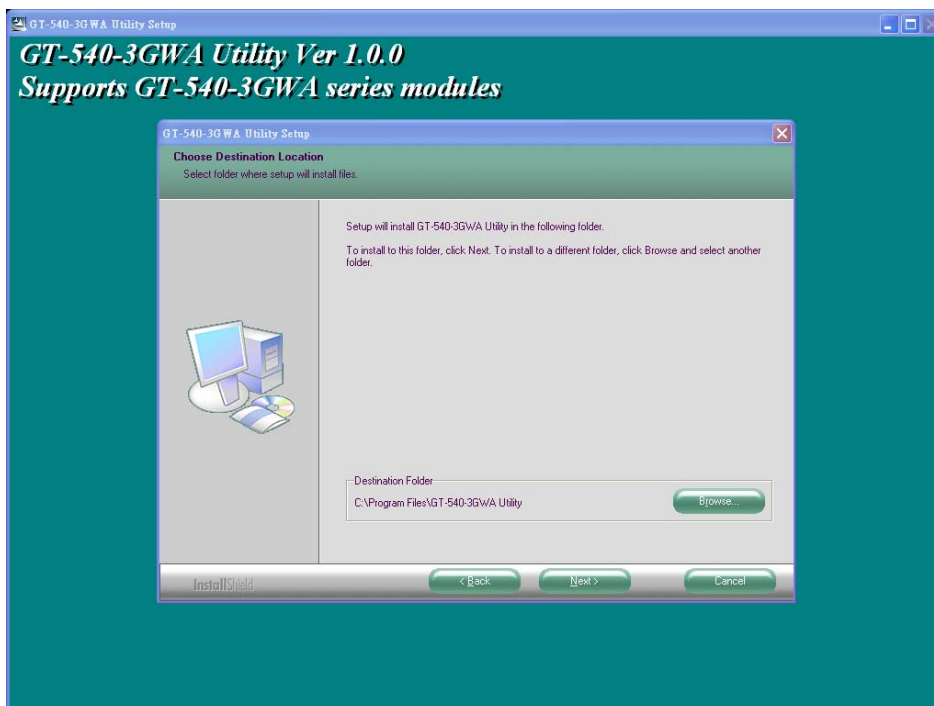 GT-540-3GWA Utility Setup
GT-540-3GWA Utility Ver 1.0.0
Supports GT-540-3GWA series modules
GT-540-3GWA Utility Setup
Choose Destination Location
Select folder where setup will install files.
Setup will install GT-540-3GWA Utility in the following folder.
To install to this folder, click Next. To install to a different folder, click Browse and select another
folder.
Destination Folder
C:\Program Files\GT-540-3GWA Utility
Browse...
InstallShield
< Back
Next >
Cancel